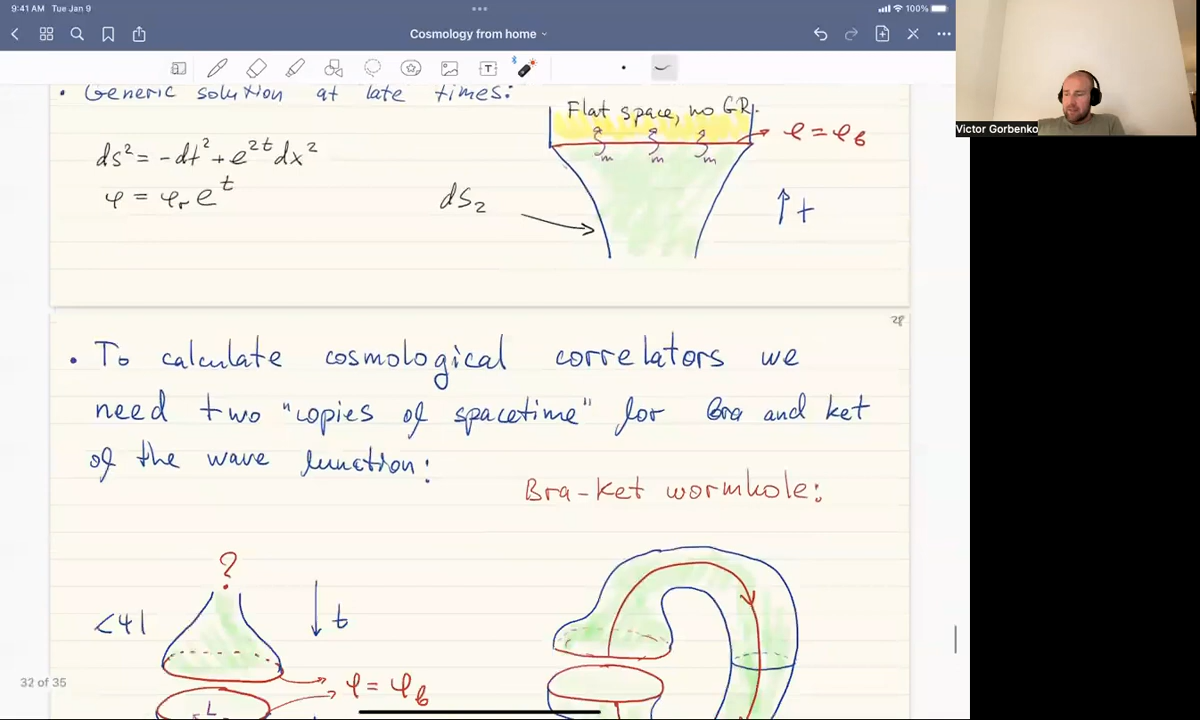 9:41 AM Tue Jan 9
100%
Cosmology from home
Victor Gorbenko
• Generic solution at late times:
Flat space, no GR.
φ = φ_b
ds² = -dt² + e^{2t} dx²
φ = φ_r e^t
dS₂
↑ t
m m m
28
• To calculate cosmological correlators we
need two "copies of spacetime" for Bra and ket
of the wave function:
Bra-ket wormhole:
?
<Ψ|
↓ t
φ = φ_b
L
32 of 35